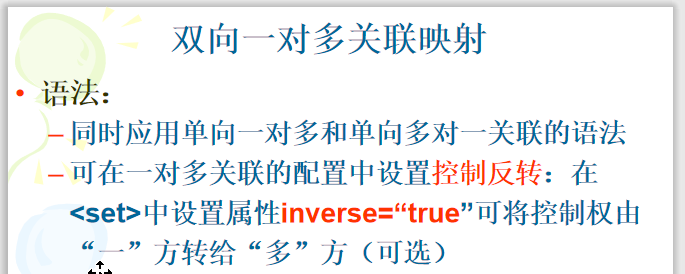 双向一对多关联映射
• 语法：
– 同时应用单向一对多和单向多对一关联的语法
– 可在一对多关联的配置中设置控制反转：在
<set>中设置属性inverse=“true”可将控制权由
“一”方转给“多”方（可选）